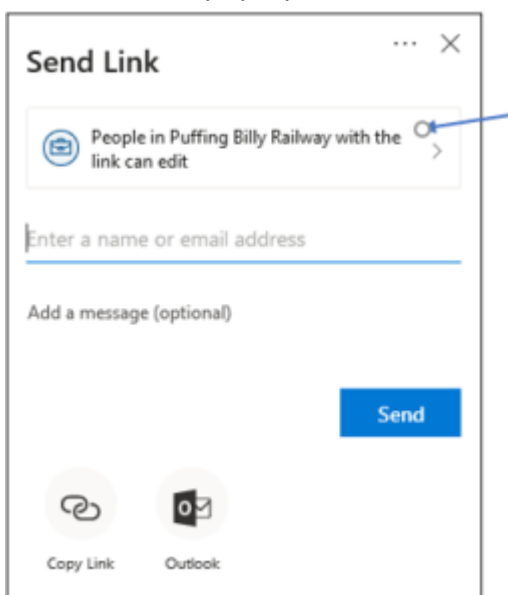 Send Link
People in Puffing Billy Railway with the
link can edit
Enter a name or email address
Add a message (optional)
Send
Copy Link
Outlook